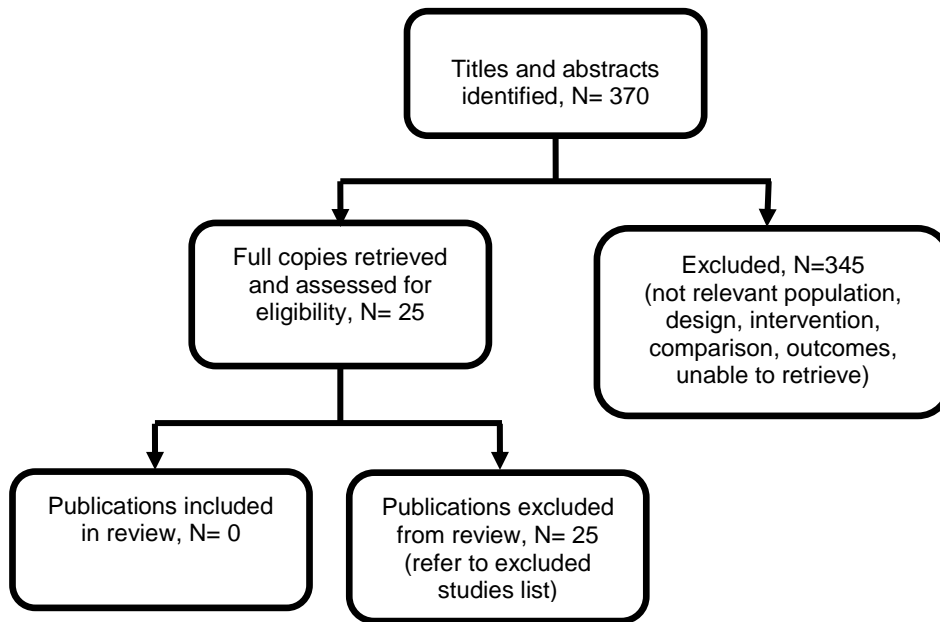 Titles and abstracts
identified, N= 370
Full copies retrieved
and assessed for
eligibility, N= 25
Excluded, N=345
(not relevant population,
design, intervention,
comparison, outcomes,
unable to retrieve)
Publications included
in review, N= 0
Publications excluded
from review, N= 25
(refer to excluded
studies list)